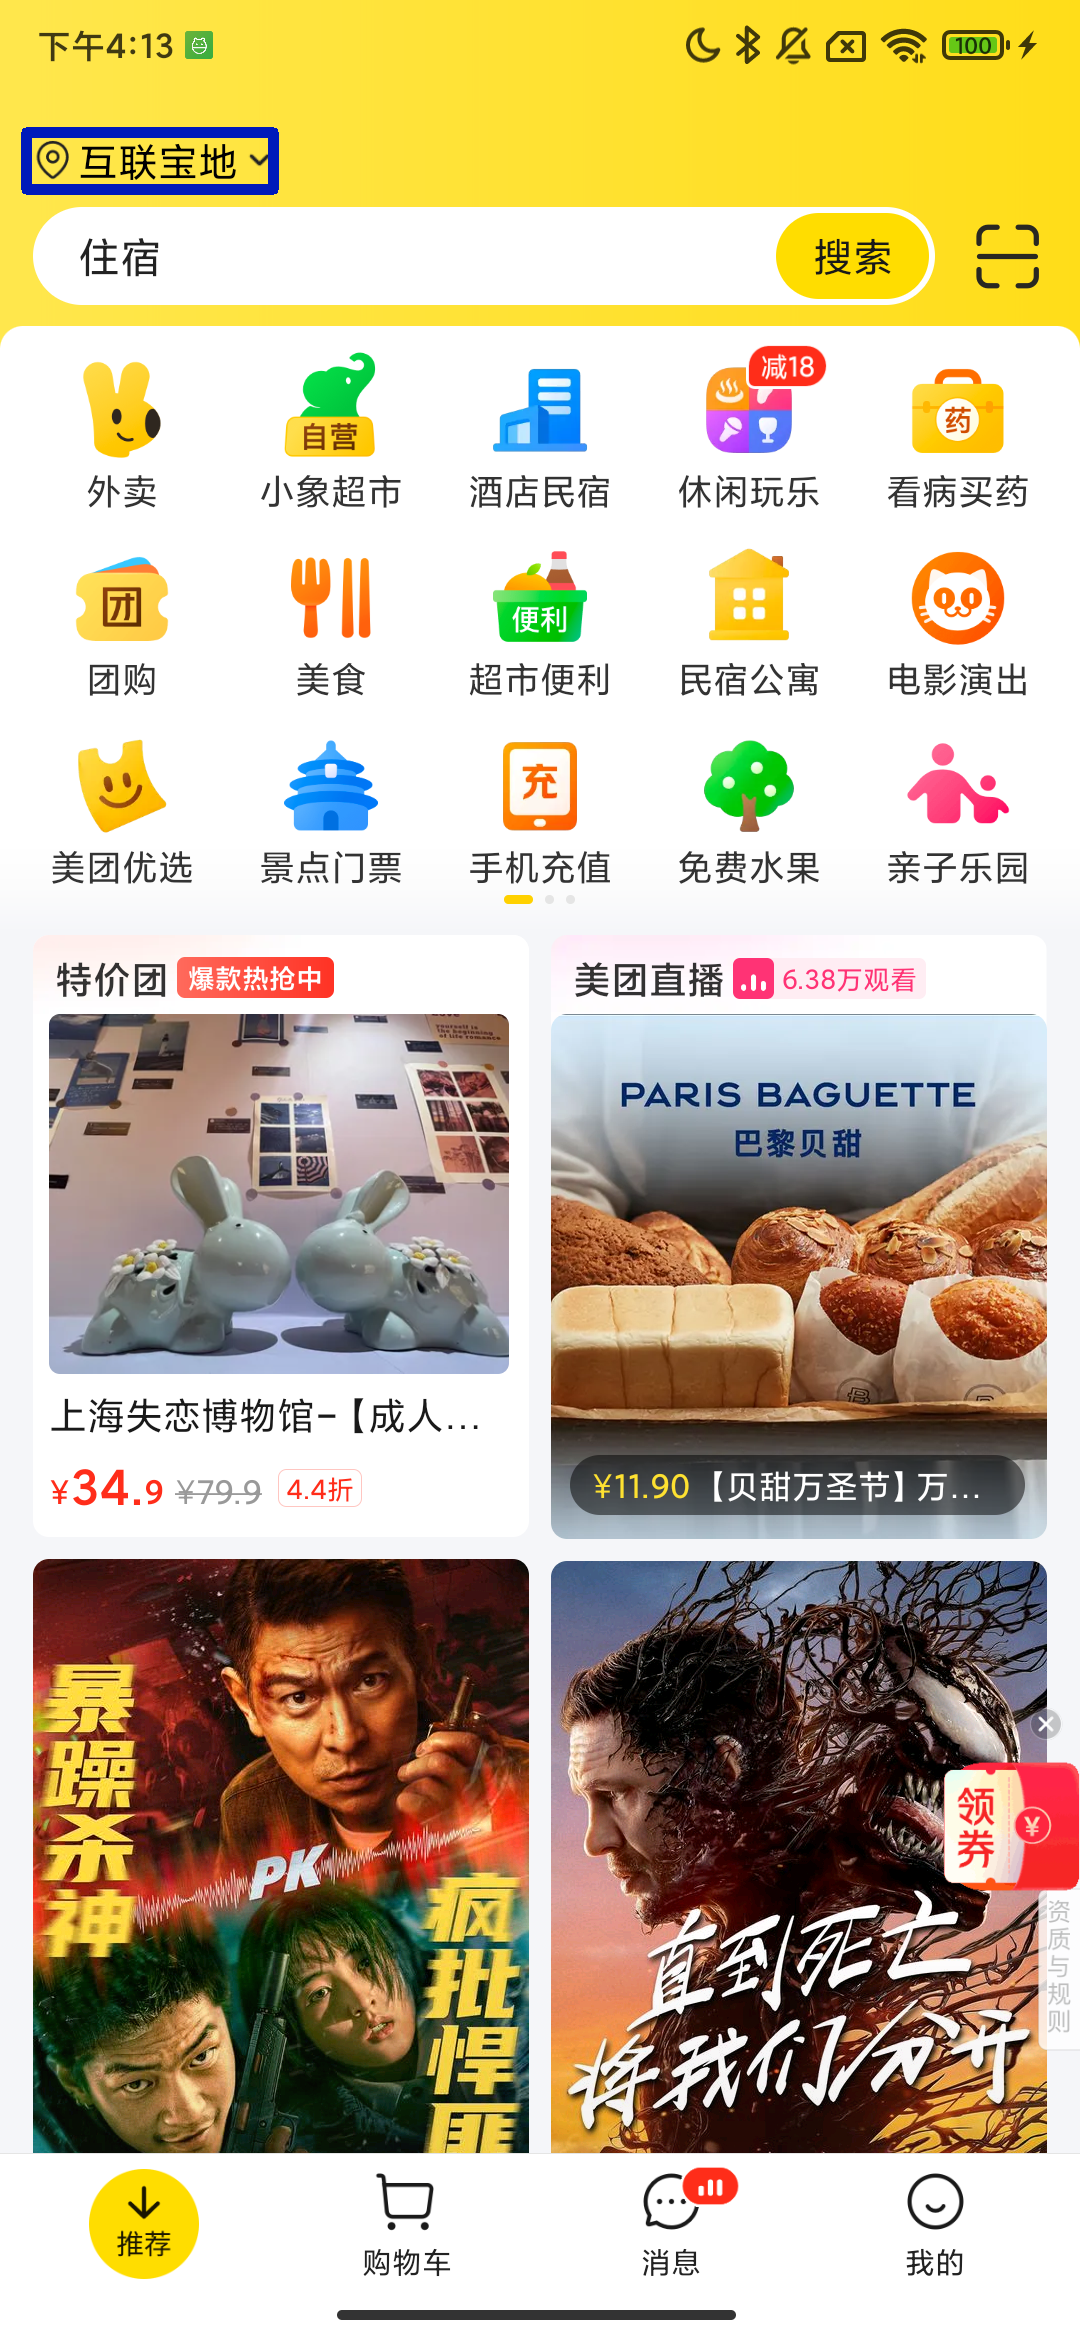 下午4:13
100
互联宝地
住宿
搜索
减18
自营
药
外卖
小象超市
酒店民宿
休闲玩乐
看病买药
团
便利
团购
美食
超市便利
民宿公寓
电影演出
充
美团优选
景点门票
手机充值
免费水果
亲子乐园
特价团
爆款热抢中
上海失恋博物馆-【成人...
¥34.9
¥79.9
4.4折
美团直播
6.38万观看
PARIS BAGUETTE
巴黎贝甜
¥11.90
【贝甜万圣节】万...
暴躁杀神
PK
疯批悍匪
直到死亡
将我们分开
领券
¥
资质与规则
推荐
购物车
消息
我的